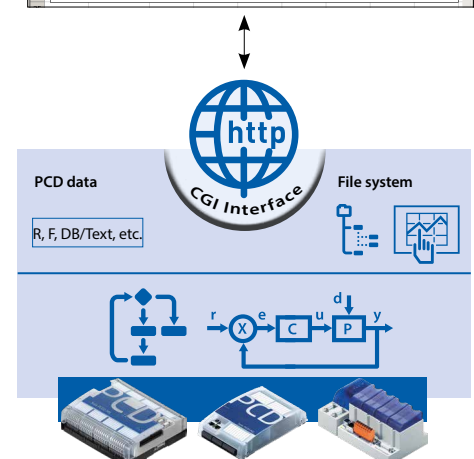 http
CGI Interface
PCD data
File system
R, F, DB/Text, etc.
r
X
e
C
u
d
P
y
PCD
PCD